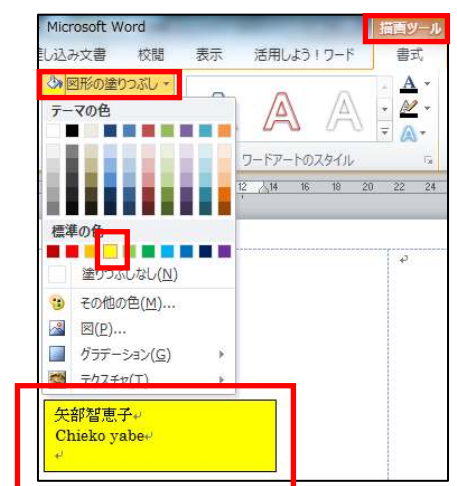 Microsoft Word
描画ツール
し込み文書 校閲 表示 活用しよう！ワード 書式
図形の塗りつぶし
テーマの色
ワードアートのスタイル
12 14 16 18 20 22 24
標準の色
塗りつぶしなし(N)
その他の色(M)...
図(P)...
グラデーション(G)
テクスチャ(T)
矢部智恵子
Chieko yabe